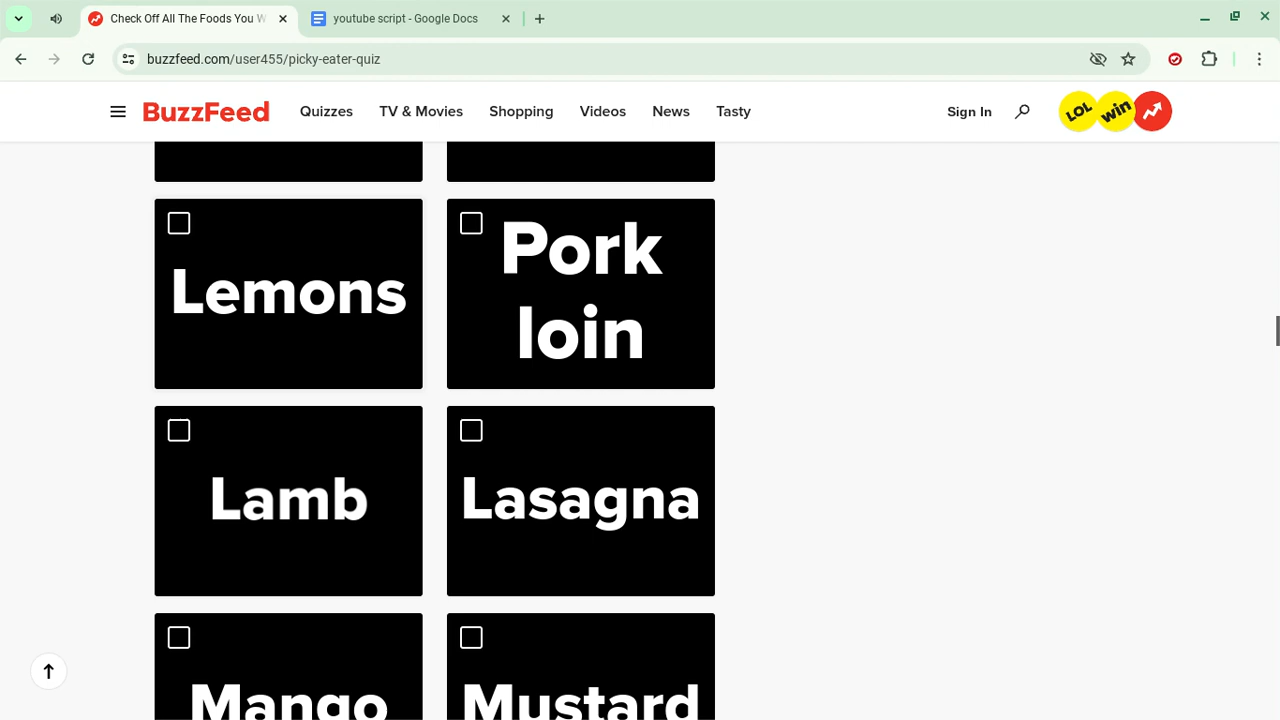 Check Off All The Foods You W
youtube script - Google Docs
buzzfeed.com/user455/picky-eater-quiz
BuzzFeed
Quizzes
TV & Movies
Shopping
Videos
News
Tasty
Sign In
LOL
win
Lemons
Pork
loin
Lamb
Lasagna
Mango
Mustard